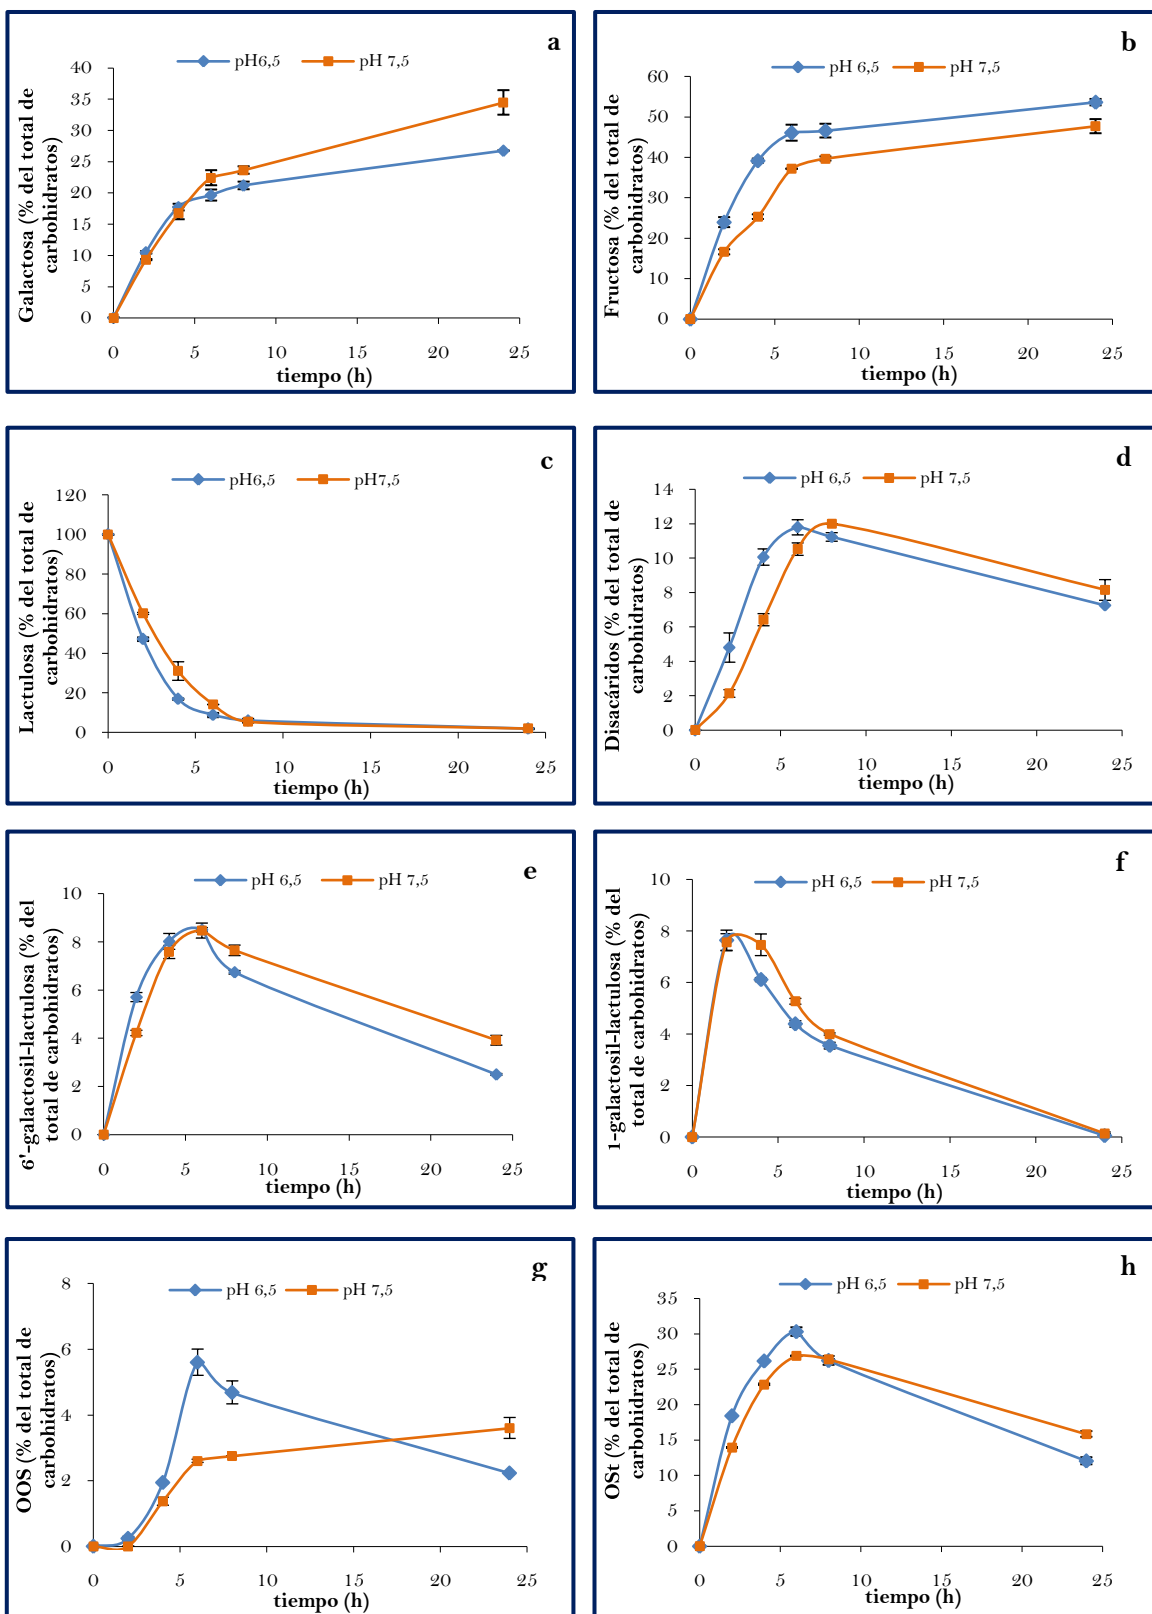 a
pH6,5 pH 7,5
Galactosa (% del total de
carbohidratos)
40
35
30
25
20
15
10
5
0
0 5 10 15 20 25
tiempo (h)
b
pH 6,5 pH 7,5
Fructosa (% del total de
carbohidratos)
60
50
40
30
20
10
0
0 5 10 15 20 25
tiempo (h)
c
pH6,5 pH7,5
Lactulosa (% del total de
carbohidratos)
120
100
80
60
40
20
0
0 5 10 15 20 25
tiempo (h)
d
pH 6,5 pH 7,5
Disacáridos (% del total de
carbohidratos)
14
12
10
8
6
4
2
0
0 5 10 15 20 25
tiempo (h)
e
pH 6,5 pH 7,5
6'-galactosil-lactulosa (% del
total de carbohidratos)
10
8
6
4
2
0
0 5 10 15 20 25
tiempo (h)
f
pH 6,5 pH 7,5
1-galactosil-lactulosa (% del
total de carbohidratos)
10
8
6
4
2
0
0 5 10 15 20 25
tiempo (h)
g
pH 6,5 pH 7,5
OOS (% del total de
carbohidratos)
8
6
4
2
0
0 5 10 15 20 25
tiempo (h)
h
pH 6,5 pH 7,5
OSt (% del total de
carbohidratos)
35
30
25
20
15
10
5
0
0 5 10 15 20 25
tiempo (h)